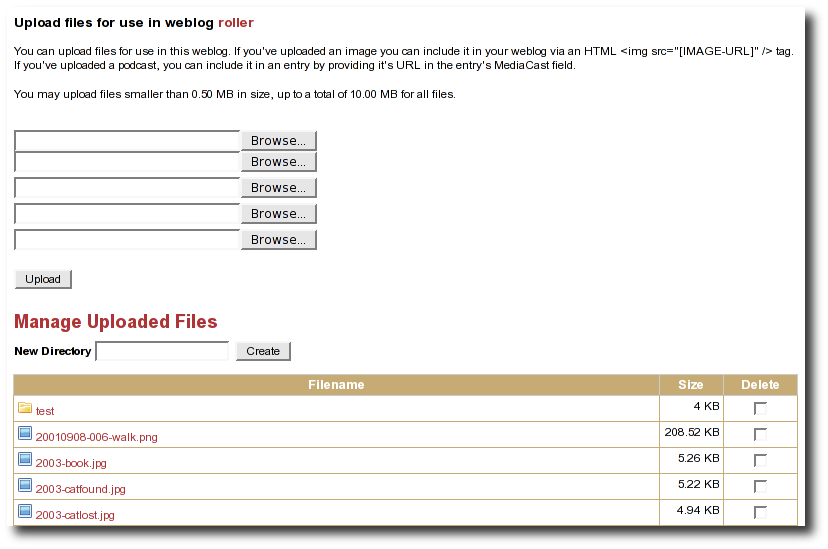 Upload files for use in weblog roller
You can upload files for use in this weblog. If you've uploaded an image you can include it in your weblog via an HTML <img src="[IMAGE-URL]" /> tag.
If you've uploaded a podcast, you can include it in an entry by providing it's URL in the entry's MediaCast field.
You may upload files smaller than 0.50 MB in size, up to a total of 10.00 MB for all files.
Browse...
Browse...
Browse...
Browse...
Browse...
Upload
Manage Uploaded Files
New Directory Create
Filename Size Delete
test 4 KB
20010908-006-walk.png 208.52 KB
2003-book.jpg 5.26 KB
2003-catfound.jpg 5.22 KB
2003-catlost.jpg 4.94 KB